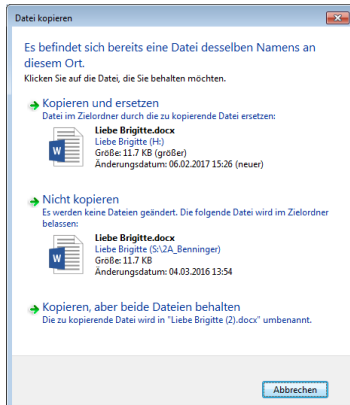 Datei kopieren
Es befindet sich bereits eine Datei desselben Namens an
diesem Ort.
Klicken Sie auf die Datei, die Sie behalten möchten.
Kopieren und ersetzen
Datei im Zielordner durch die zu kopierende Datei ersetzen:
Liebe Brigitte.docx
Liebe Brigitte (H:)
Größe: 11.7 KB (größer)
Änderungsdatum: 06.02.2017 15:26 (neuer)
Nicht kopieren
Es werden keine Dateien geändert. Die folgende Datei wird im Zielordner
belassen:
Liebe Brigitte.docx
Liebe Brigitte (S:\2A_Benninger)
Größe: 11.7 KB
Änderungsdatum: 04.03.2016 13:54
Kopieren, aber beide Dateien behalten
Die zu kopierende Datei wird in "Liebe Brigitte (2).docx" umbenannt.
Abbrechen